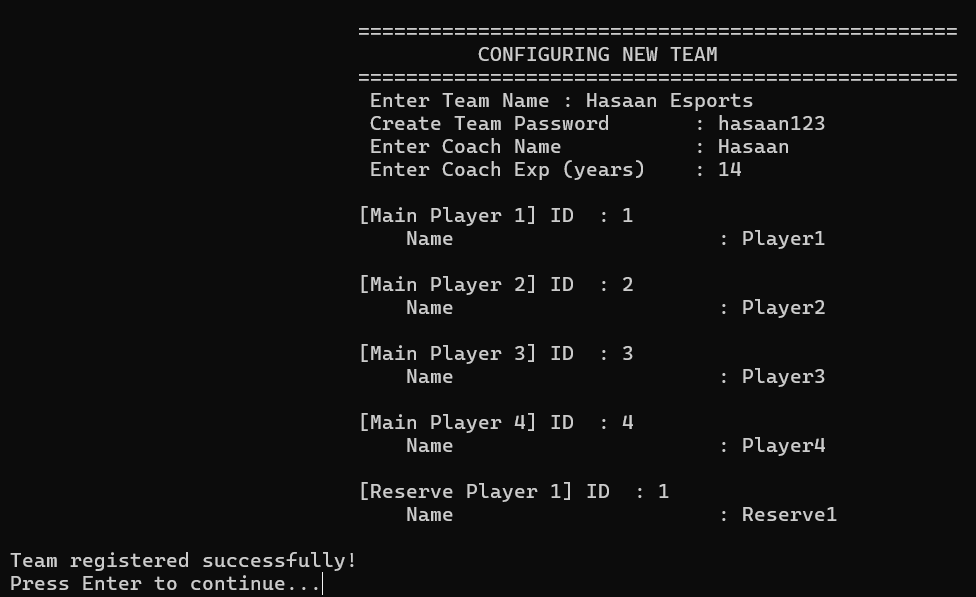 ==================================================
CONFIGURING NEW TEAM
==================================================
Enter Team Name : Hasaan Esports
Create Team Password       : hasaan123
Enter Coach Name           : Hasaan
Enter Coach Exp (years)    : 14
[Main Player 1] ID  : 1
Name                      : Player1
[Main Player 2] ID  : 2
Name                      : Player2
[Main Player 3] ID  : 3
Name                      : Player3
[Main Player 4] ID  : 4
Name                      : Player4
[Reserve Player 1] ID  : 1
Name                      : Reserve1
Team registered successfully!
Press Enter to continue...